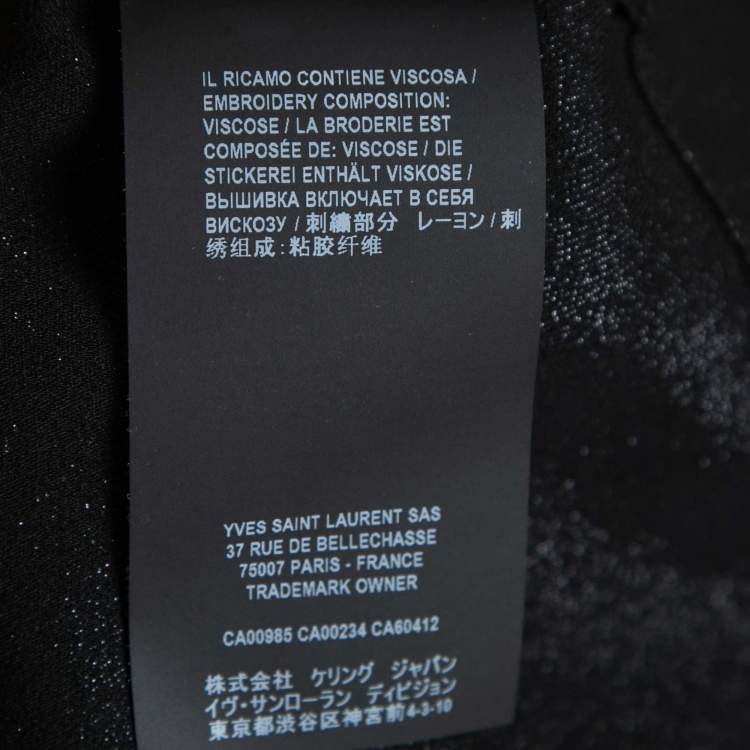 IL RICAMO CONTIENE VISCOSA /
EMBROIDERY COMPOSITION:
VISCOSE / LA BRODERIE EST
COMPOSÉE DE: VISCOSE / DIE
STICKEREI ENTHÄLT VISKOSE /
ВЫШИВКА ВКЛЮЧАЕТ В СЕБЯ
ВИСКОЗУ / 刺繍部分 レーヨン / 刺
绣组成: 粘胶纤维
YVES SAINT LAURENT SAS
37 RUE DE BELLECHASSE
75007 PARIS - FRANCE
TRADEMARK OWNER
CA00985 CA00234 CA60412
株式会社 ケリング ジャパン
イヴ・サンローラン ディビジョン
東京都渋谷区神宮前4-3-10